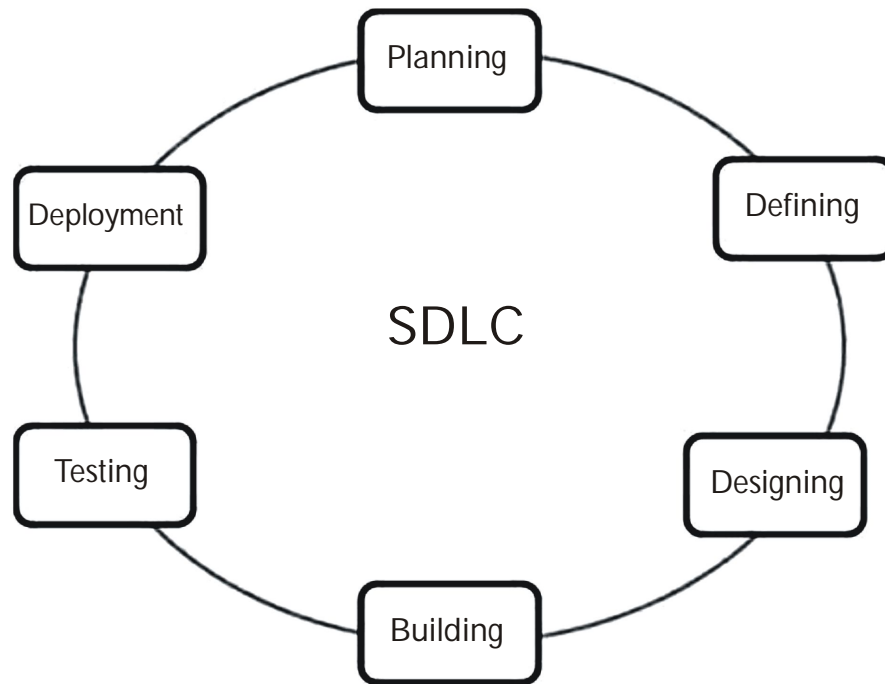 Planning
Defining
Designing
Building
Testing
Deployment
SDLC